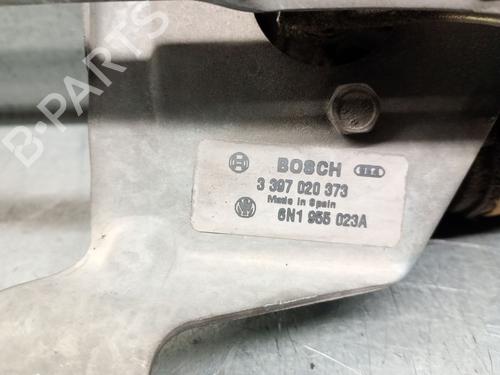 B-PARTS
BOSCH
3 397 020 373
Made in Spain
6N1 955 023A